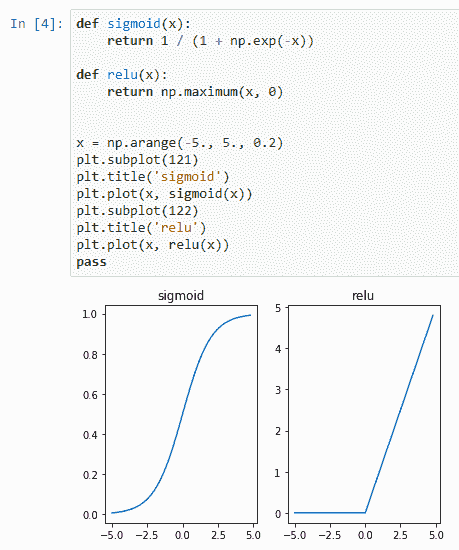 In [4]: def sigmoid(x):
    return 1 / (1 + np.exp(-x))
def relu(x):
    return np.maximum(x, 0)
x = np.arange(-5., 5., 0.2)
plt.subplot(121)
plt.title('sigmoid')
plt.plot(x, sigmoid(x))
plt.subplot(122)
plt.title('relu')
plt.plot(x, relu(x))
pass
sigmoid
1.0
0.8
0.6
0.4
0.2
0.0
−5.0 −2.5 0.0 2.5 5.0
relu
5
4
3
2
1
0
−5.0 −2.5 0.0 2.5 5.0